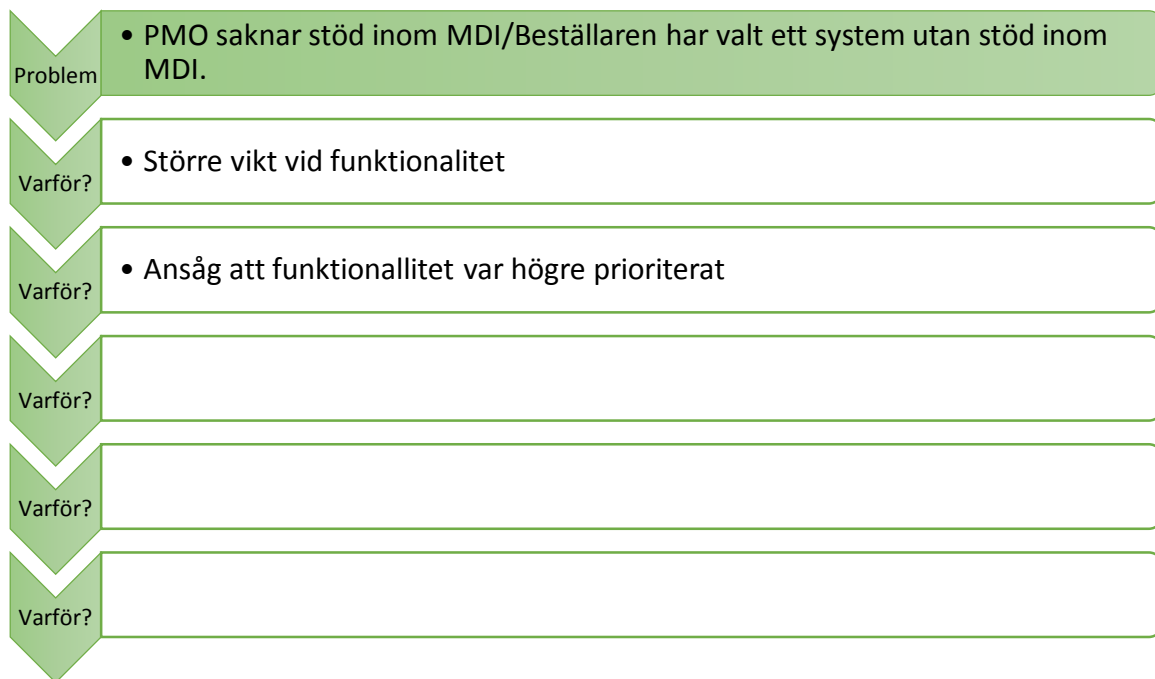 Problem
• PMO saknar stöd inom MDI/Beställaren har valt ett system utan stöd inom
MDI.
Varför?
• Större vikt vid funktionalitet
Varför?
• Ansåg att funktionallitet var högre prioriterat
Varför?
Varför?
Varför?